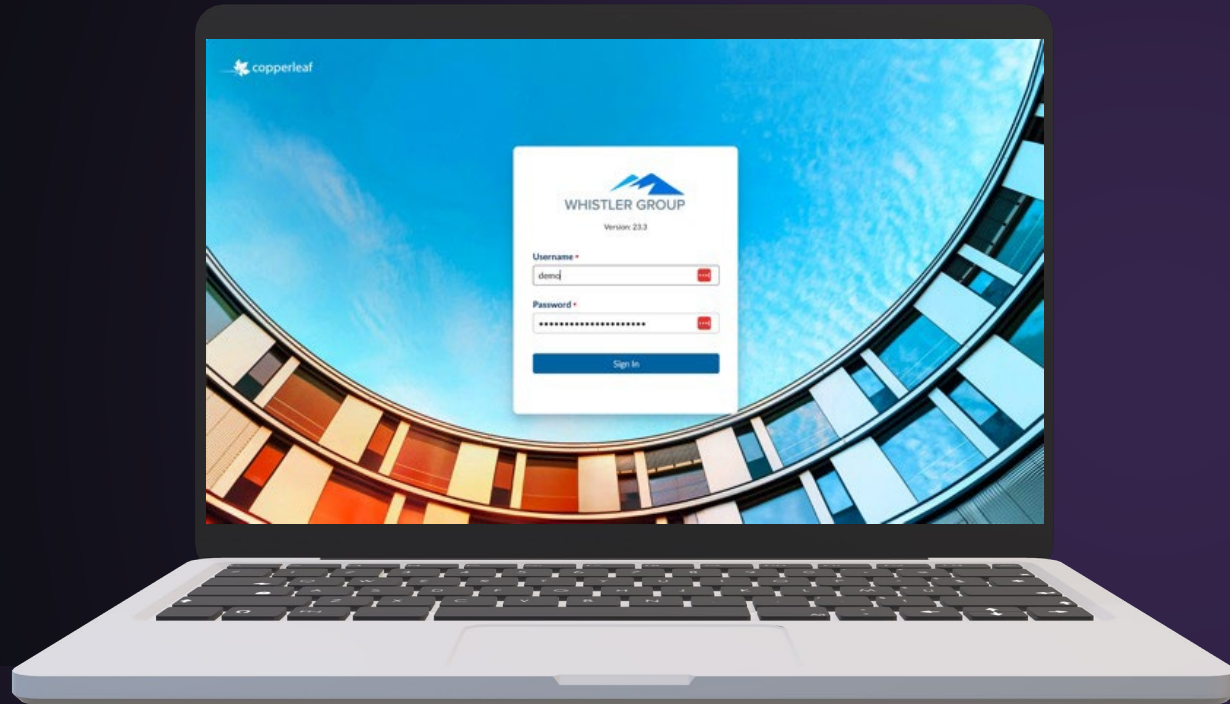 copperleaf
WHISTLER GROUP
Version: 23.3
Username *
demo
Password *
Sign In